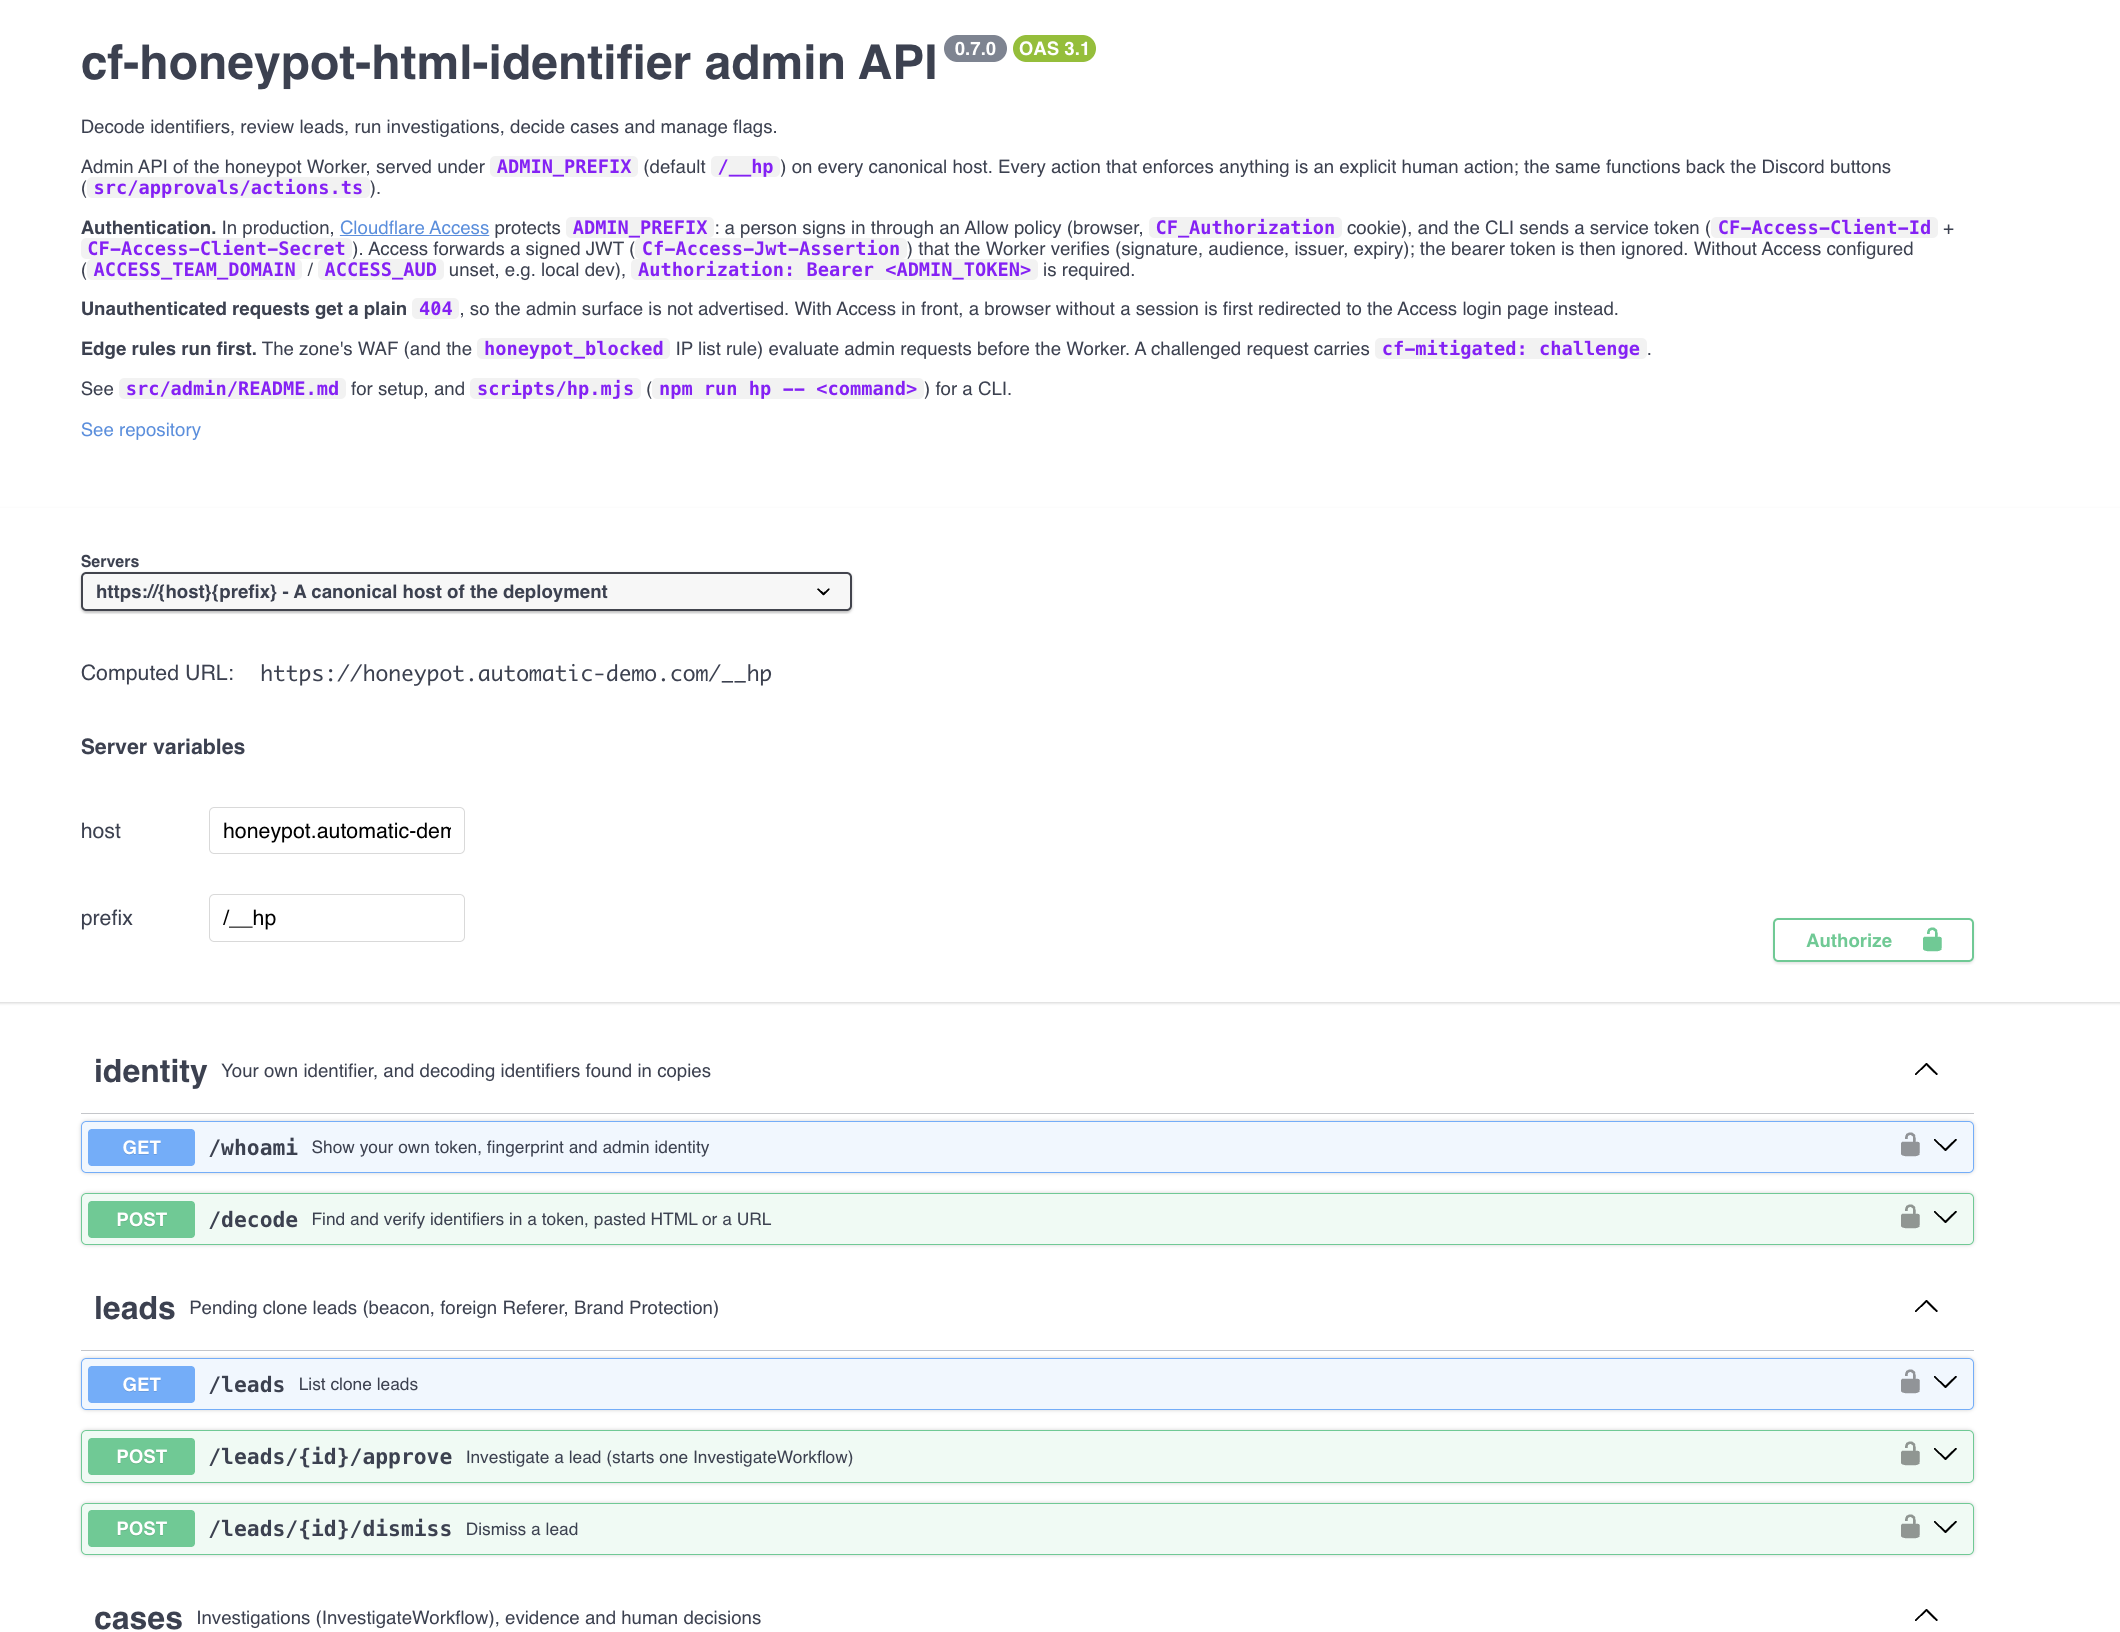 cf-honeypot-html-identifier admin API 0.7.0 OAS 3.1
Decode identifiers, review leads, run investigations, decide cases and manage flags.
Admin API of the honeypot Worker, served under ADMIN_PREFIX (default /__hp ) on every canonical host. Every action that enforces anything is an explicit human action; the same functions back the Discord buttons
( src/approvals/actions.ts ).
Authentication. In production, Cloudflare Access protects ADMIN_PREFIX : a person signs in through an Allow policy (browser, CF_Authorization cookie), and the CLI sends a service token ( CF-Access-Client-Id +
CF-Access-Client-Secret ). Access forwards a signed JWT ( Cf-Access-Jwt-Assertion ) that the Worker verifies (signature, audience, issuer, expiry); the bearer token is then ignored. Without Access configured
( ACCESS_TEAM_DOMAIN / ACCESS_AUD unset, e.g. local dev), Authorization: Bearer <ADMIN_TOKEN> is required.
Unauthenticated requests get a plain 404 , so the admin surface is not advertised. With Access in front, a browser without a session is first redirected to the Access login page instead.
Edge rules run first. The zone's WAF (and the honeypot_blocked IP list rule) evaluate admin requests before the Worker. A challenged request carries cf-mitigated: challenge .
See src/admin/README.md for setup, and scripts/hp.mjs ( npm run hp -- <command> ) for a CLI.
See repository
Servers
https://{host}{prefix} - A canonical host of the deployment
Computed URL: https://honeypot.automatic-demo.com/__hp
Server variables
host honeypot.automatic-dem
prefix /__hp
Authorize
identity Your own identifier, and decoding identifiers found in copies
GET /whoami Show your own token, fingerprint and admin identity
POST /decode Find and verify identifiers in a token, pasted HTML or a URL
leads Pending clone leads (beacon, foreign Referer, Brand Protection)
GET /leads List clone leads
POST /leads/{id}/approve Investigate a lead (starts one InvestigateWorkflow)
POST /leads/{id}/dismiss Dismiss a lead
cases Investigations (InvestigateWorkflow), evidence and human decisions